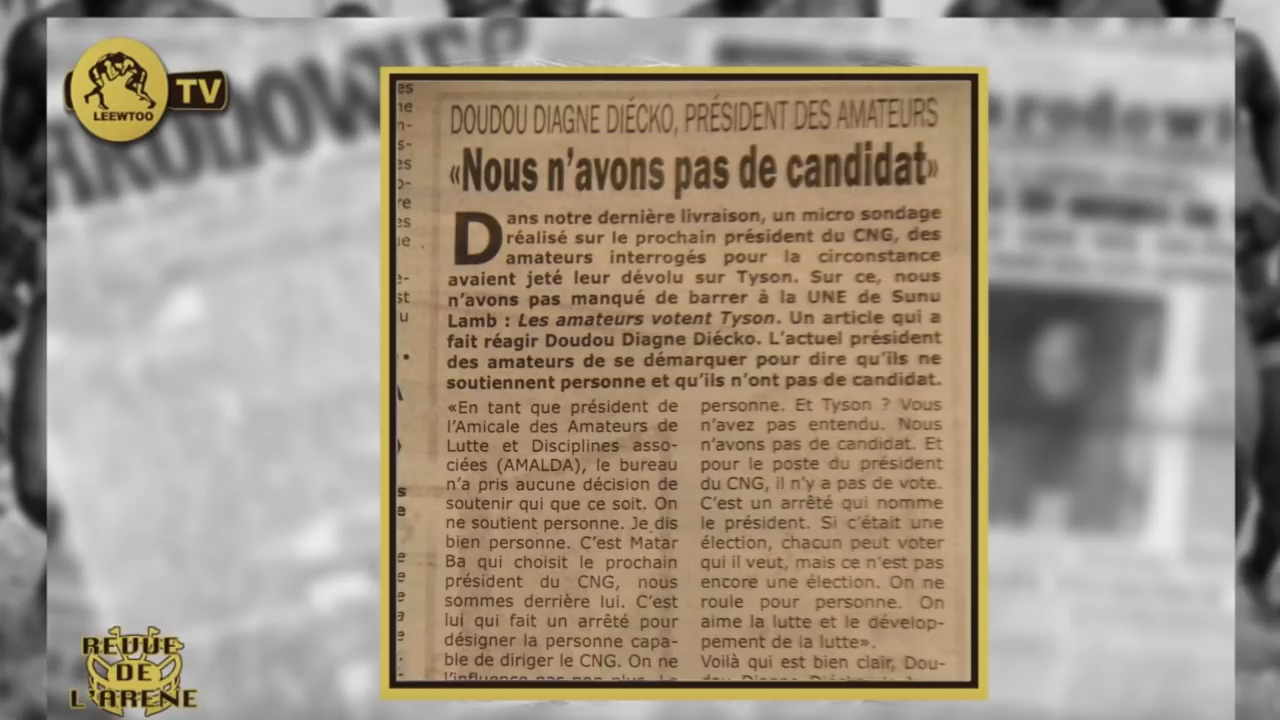 LEEWTOO
TV
DOUDOU DIAGNE DIÉCKO, PRÉSIDENT DES AMATEURS
«Nous n'avons pas de candidat»
Dans notre dernière livraison, un micro sondage
réalisé sur le prochain président du CNG, des
amateurs interrogés pour la circonstance
avaient jeté leur dévolu sur Tyson. Sur ce, nous
n'avons pas manqué de barrer à la UNE de Sunu
Lamb : Les amateurs votent Tyson. Un article qui a
fait réagir Doudou Diagne Diécko. L'actuel président
des amateurs de se démarquer pour dire qu'ils ne
soutiennent personne et qu'ils n'ont pas de candidat.
«En tant que président de
l'Amicale des Amateurs de
Lutte et Disciplines asso-
ciées (AMALDA), le bureau
n'a pris aucune décision de
soutenir qui que ce soit. On
ne soutient personne. Je dis
bien personne. C'est Matar
Ba qui choisit le prochain
président du CNG, nous
sommes derrière lui. C'est
lui qui fait un arrêté pour
désigner la personne capa-
ble de diriger le CNG. On ne
l'influence pas non plus.
personne. Et Tyson ? Vous
n'avez pas entendu. Nous
n'avons pas de candidat. Et
pour le poste du président
du CNG, il n'y a pas de vote.
C'est un arrêté qui nomme
le président. Si c'était une
élection, chacun peut voter
qui il veut, mais ce n'est pas
encore une élection. On ne
roule pour personne. On
aime la lutte et le dévelop-
pement de la lutte».
Voilà qui est bien clair, Dou-
REVUE
DE
L'ARENE